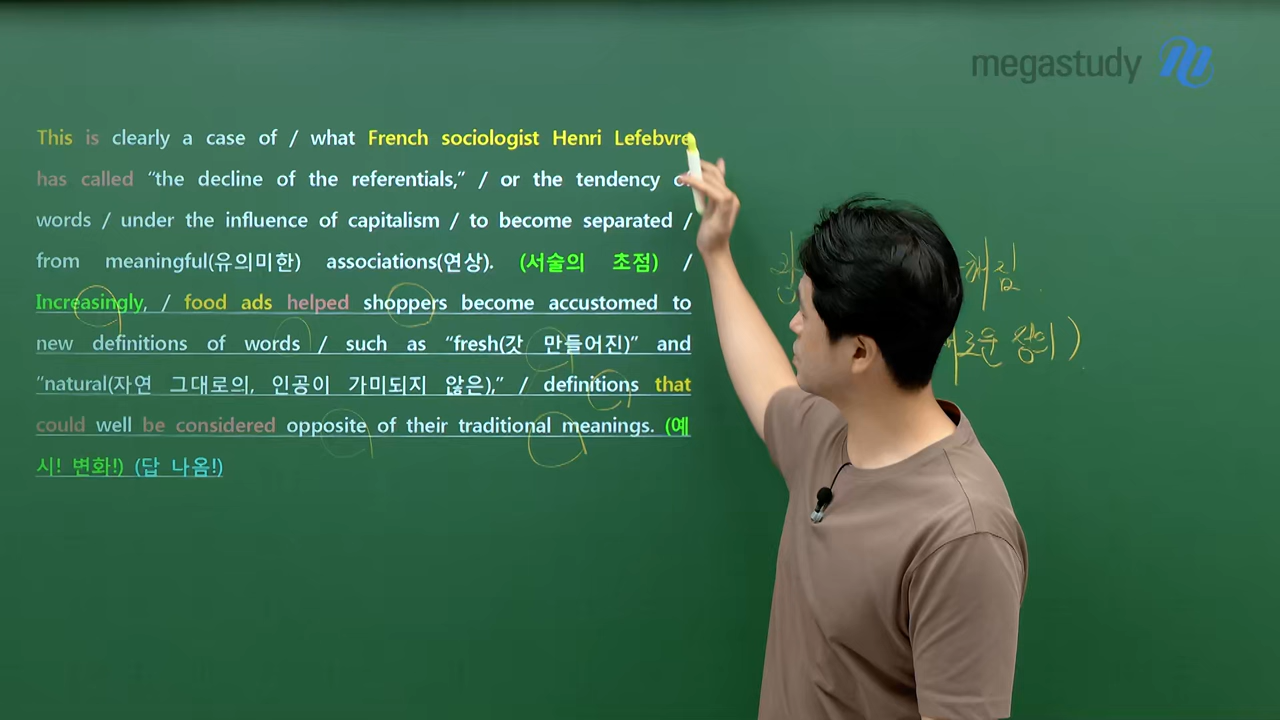 megastudy
This is clearly a case of / what French sociologist Henri Lefebvre
has called “the decline of the referentials,” / or the tendency of
words / under the influence of capitalism / to become separated /
from meaningful(유의미한) associations(연상). (서술의 초점) /
Increasingly, / food ads helped shoppers become accustomed to
new definitions of words / such as “fresh(갓 만들어진)” and
“natural(자연 그대로의, 인공이 가미되지 않은),” / definitions that
could well be considered opposite of their traditional meanings. (예
시! 변화!) (답 나옴!)